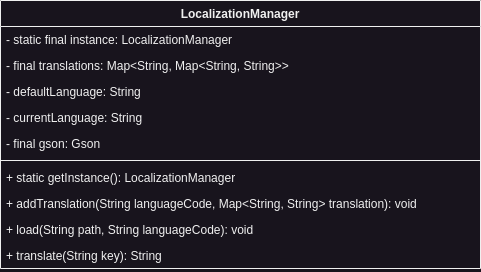 LocalizationManager
- static final instance: LocalizationManager
- final translations: Map<String, Map<String, String>>
- defaultLanguage: String
- currentLanguage: String
- final gson: Gson
+ static getInstance(): LocalizationManager
+ addTranslation(String languageCode, Map<String, String> translation): void
+ load(String path, String languageCode): void
+ translate(String key): String